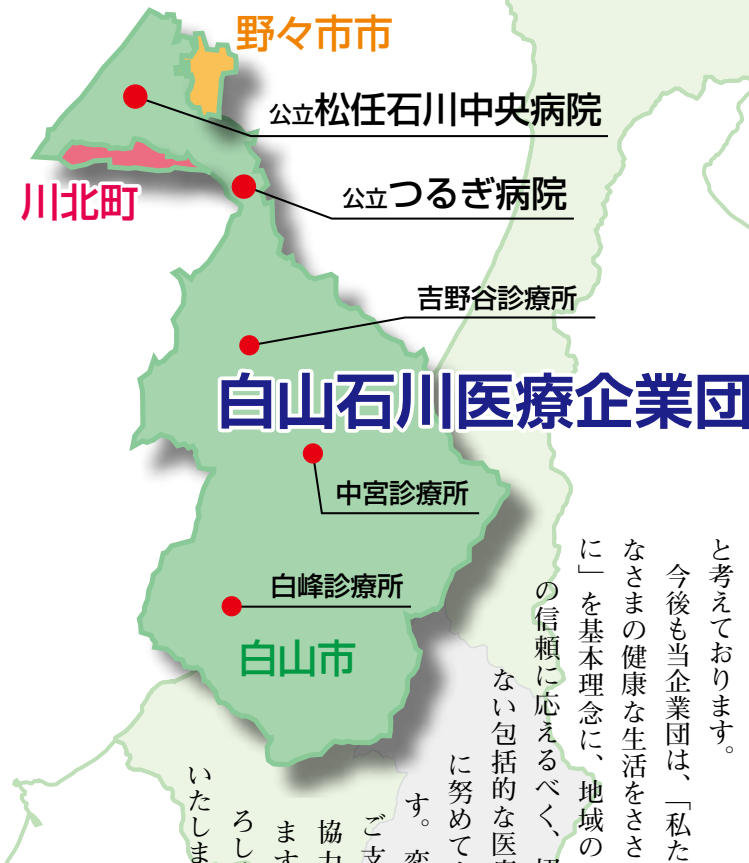 野々市市
公立松任石川中央病院
川北町
公立つるぎ病院
吉野谷診療所
白山石川医療企業団
中宮診療所
白峰診療所
白山市
と考えております。
今後も当企業団は、「私た
なさまの健康な生活をささ
に」を基本理念に、地域の
の信頼に応えるべく、
ない包括的な医
に努めて
す。変
ご支
協力
ます
ろし
いたしま